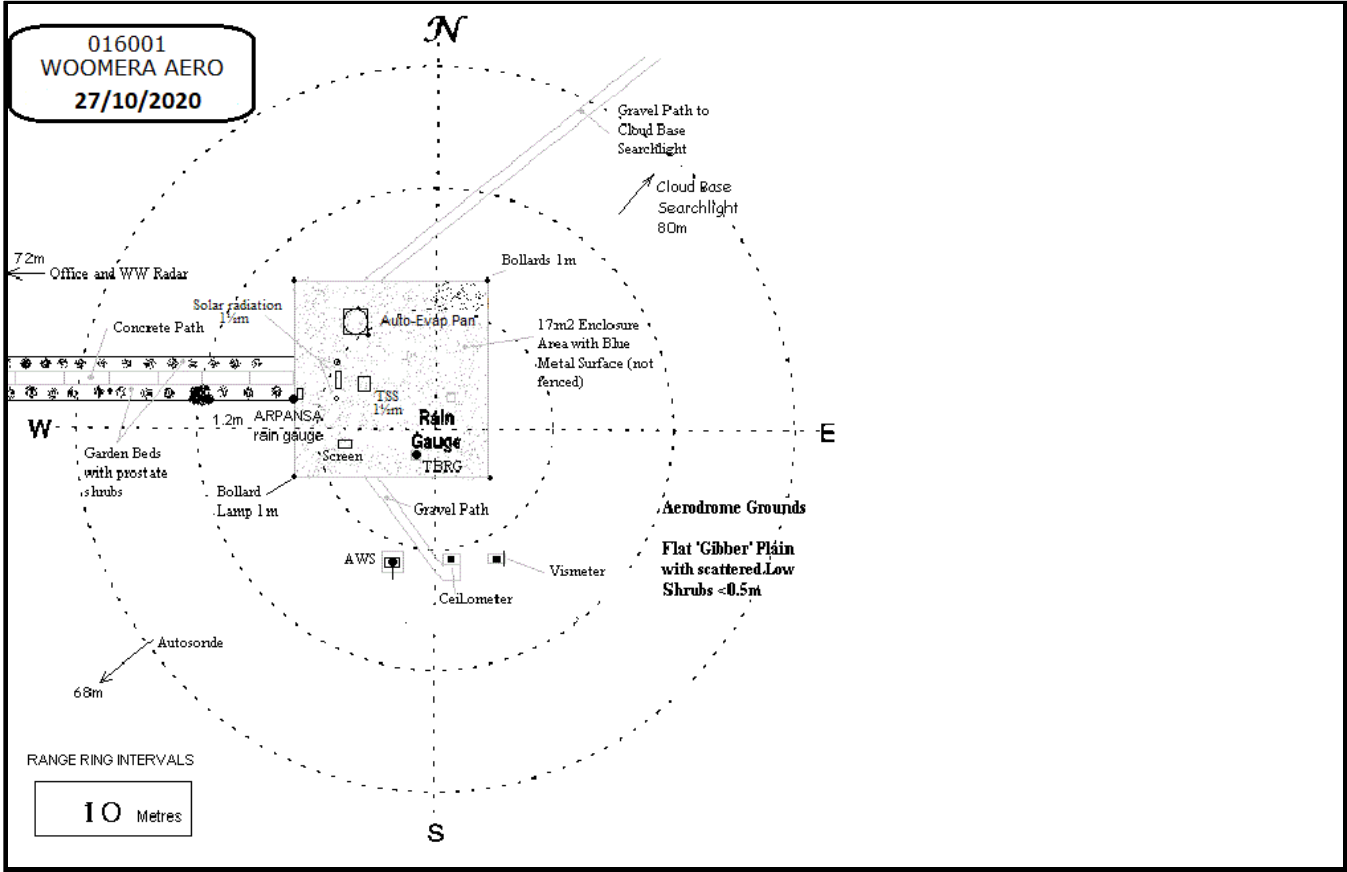 016001
WOOMERA AERO
27/10/2020
N
Gravel Path to
Cloud Base
Searchlight
Cloud Base
Searchlight
80m
72m
Office and WW Radar
Bollards 1m
Solar radiation
1½m
Auto-Evap Pan
Concrete Path
17m2 Enclosure
Area with Blue
Metal Surface (not
fenced)
TSS
1½m
1.2m
ARPANSA
rain gauge
Rain
Gauge
W
E
Screen
TBRG
Garden Beds
with prostate
shrubs
Bollard
Lamp 1m
Gravel Path
Aerodrome Grounds
Flat 'Gibber' Plain
with scattered Low
Shrubs <0.5m
AWS
Vismeter
CeiLometer
Autosonde
68m
RANGE RING INTERVALS
10 Metres
S